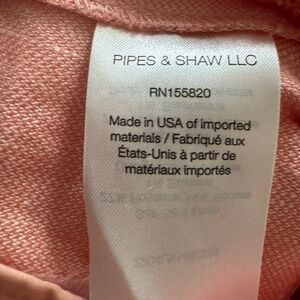 PIPES & SHAW LLC
RN155820
Made in USA of imported
materials / Fabriqué aux
États-Unis à partir de
matériaux importés